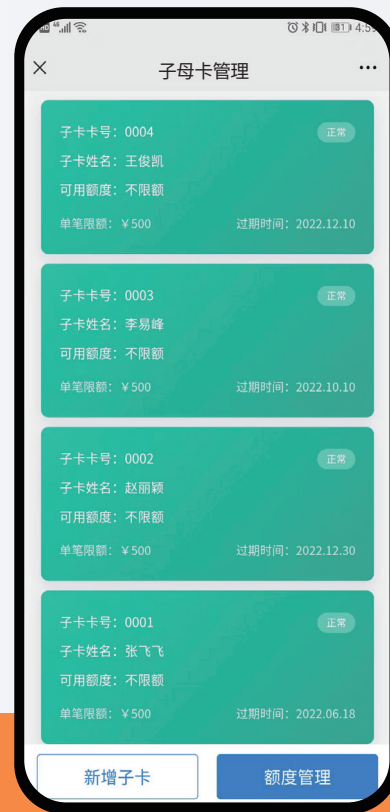 HD 46 31 4:59
子母卡管理
子卡卡号：0004 正常
子卡姓名：王俊凯
可用额度：不限额
单笔限额：￥500 过期时间：2022.12.10
子卡卡号：0003 正常
子卡姓名：李易峰
可用额度：不限额
单笔限额：￥500 过期时间：2022.10.10
子卡卡号：0002 正常
子卡姓名：赵丽颖
可用额度：不限额
单笔限额：￥500 过期时间：2022.12.30
子卡卡号：0001 正常
子卡姓名：张飞飞
可用额度：不限额
单笔限额：￥500 过期时间：2022.06.18
新增子卡 额度管理